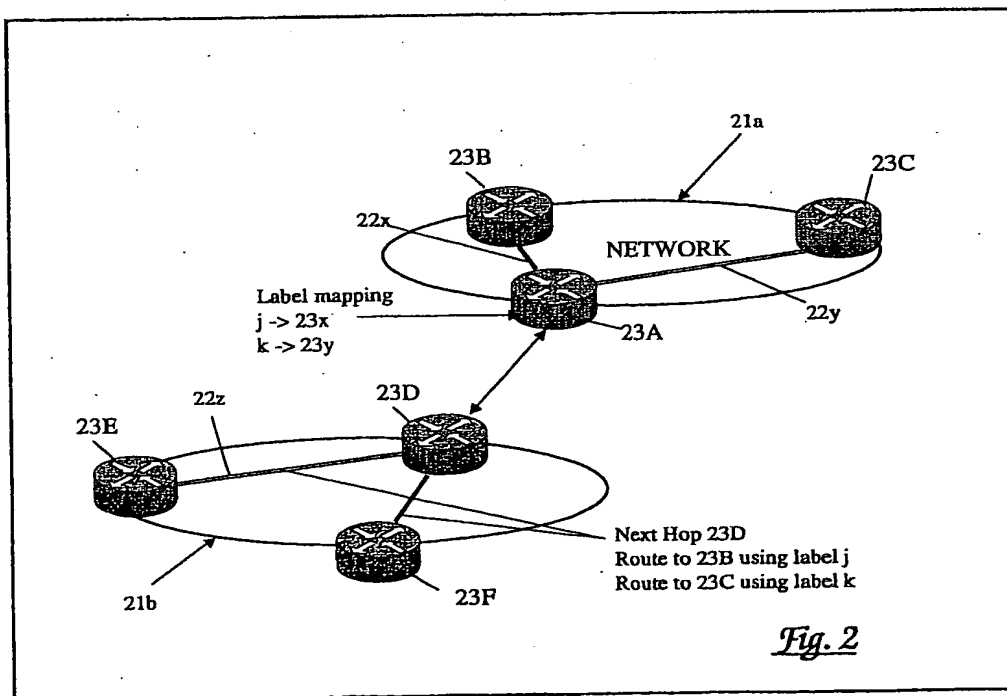 21a
23B
23C
22x
NETWORK
Label mapping
j -> 23x
k -> 23y
23A
22y
23D
22z
23E
Next Hop 23D
Route to 23B using label j
Route to 23C using label k
23F
21b
Fig. 2